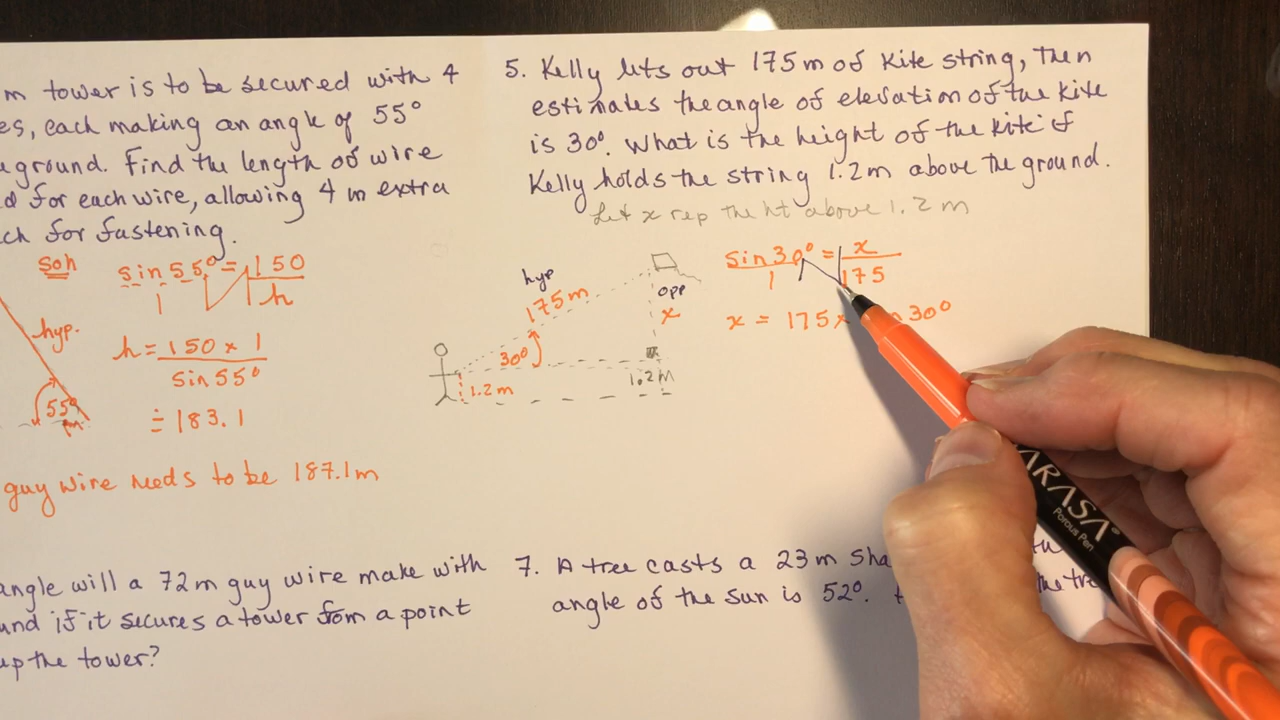 m tower is to be secured with 4
es, each making an angle of 55°
ground. Find the length of wire
d for each wire, allowing 4 m extra
ch for fastening.
soh
sin 55° = 150
1 h
hyp.
h = 150 x 1
sin 55°
≐ 183.1
55°
guy wire needs to be 187.1 m
5. Kelly lets out 175 m of kite string, then
estimates the angle of elevation of the kite
is 30°. What is the height of the kite if
Kelly holds the string 1.2 m above the ground.
Let x rep the ht above 1.2 m
hyp
175 m
opp
x
30°
1.2 m
1.2 M
sin 30° = x
1 175
x = 175 x 30°
angle will a 72 m guy wire make with
und if it secures a tower from a point
up the tower?
7. A tree casts a 23 m sha
angle of the sun is 52°. the tre
ARASA
Porous Pen